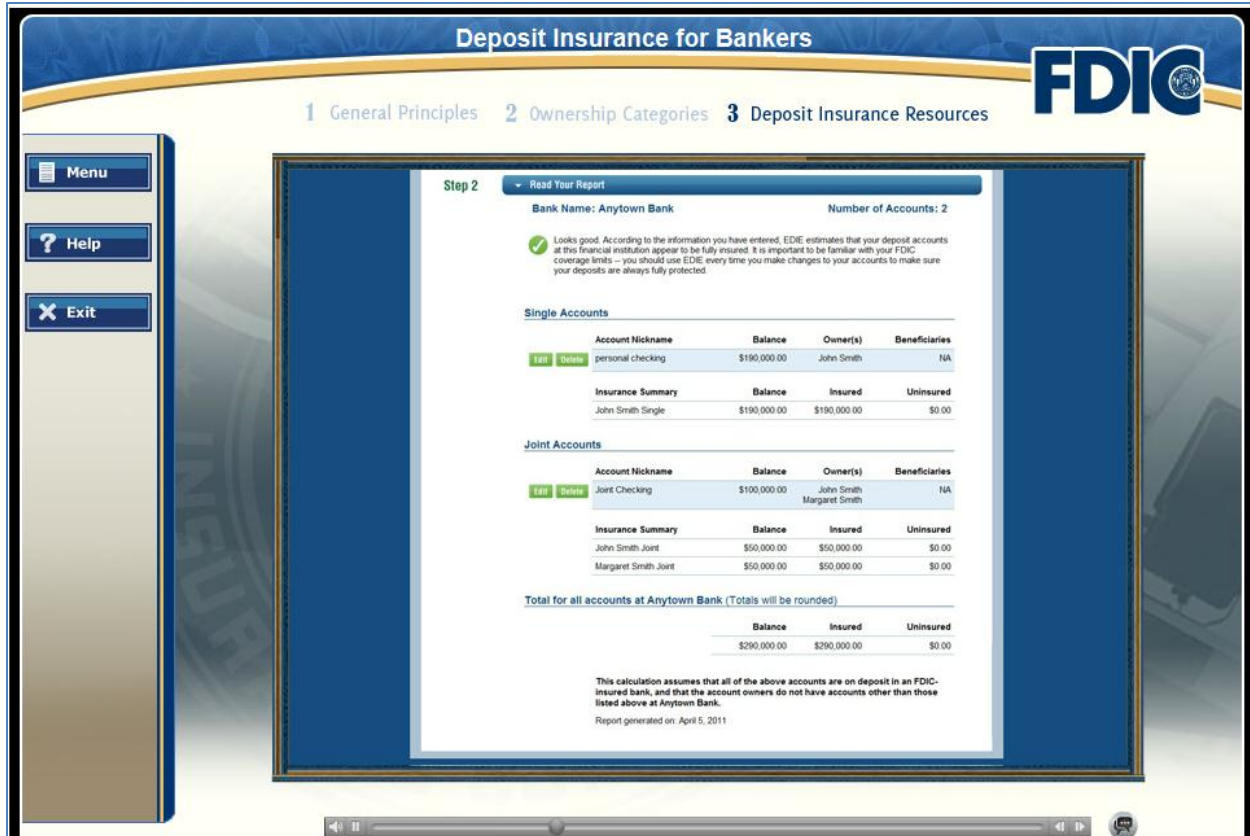 Deposit Insurance for Bankers
FDIC
1 General Principles 2 Ownership Categories 3 Deposit Insurance Resources
Menu
? Help
X Exit
Step 2
Read Your Report
Bank Name: Anytown Bank Number of Accounts: 2
Looks good. According to the information you have entered, EDIE estimates that your deposit accounts
at this financial institution appear to be fully insured. It is important to be familiar with your FDIC
coverage limits -- you should use EDIE every time you make changes to your accounts to make sure
your deposits are always fully protected.
Single Accounts
Account Nickname Balance Owner(s) Beneficiaries
Edit Delete personal checking $190,000.00 John Smith NA
Insurance Summary Balance Insured Uninsured
John Smith Single $190,000.00 $190,000.00 $0.00
Joint Accounts
Account Nickname Balance Owner(s) Beneficiaries
Edit Delete Joint Checking $100,000.00 John Smith NA
Margaret Smith
Insurance Summary Balance Insured Uninsured
John Smith Joint $50,000.00 $50,000.00 $0.00
Margaret Smith Joint $50,000.00 $50,000.00 $0.00
Total for all accounts at Anytown Bank (Totals will be rounded)
Balance Insured Uninsured
$290,000.00 $290,000.00 $0.00
This calculation assumes that all of the above accounts are on deposit in an FDIC-
insured bank, and that the account owners do not have accounts other than those
listed above at Anytown Bank.
Report generated on: April 5, 2011
INSUR